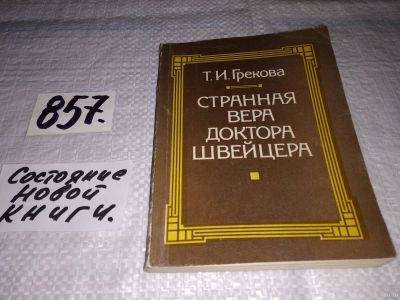 857.
Состояние
новой
книги.
Т. И. Грекова
СТРАННАЯ
ВЕРА
ДОКТОРА
ШВЕЙЦЕРА